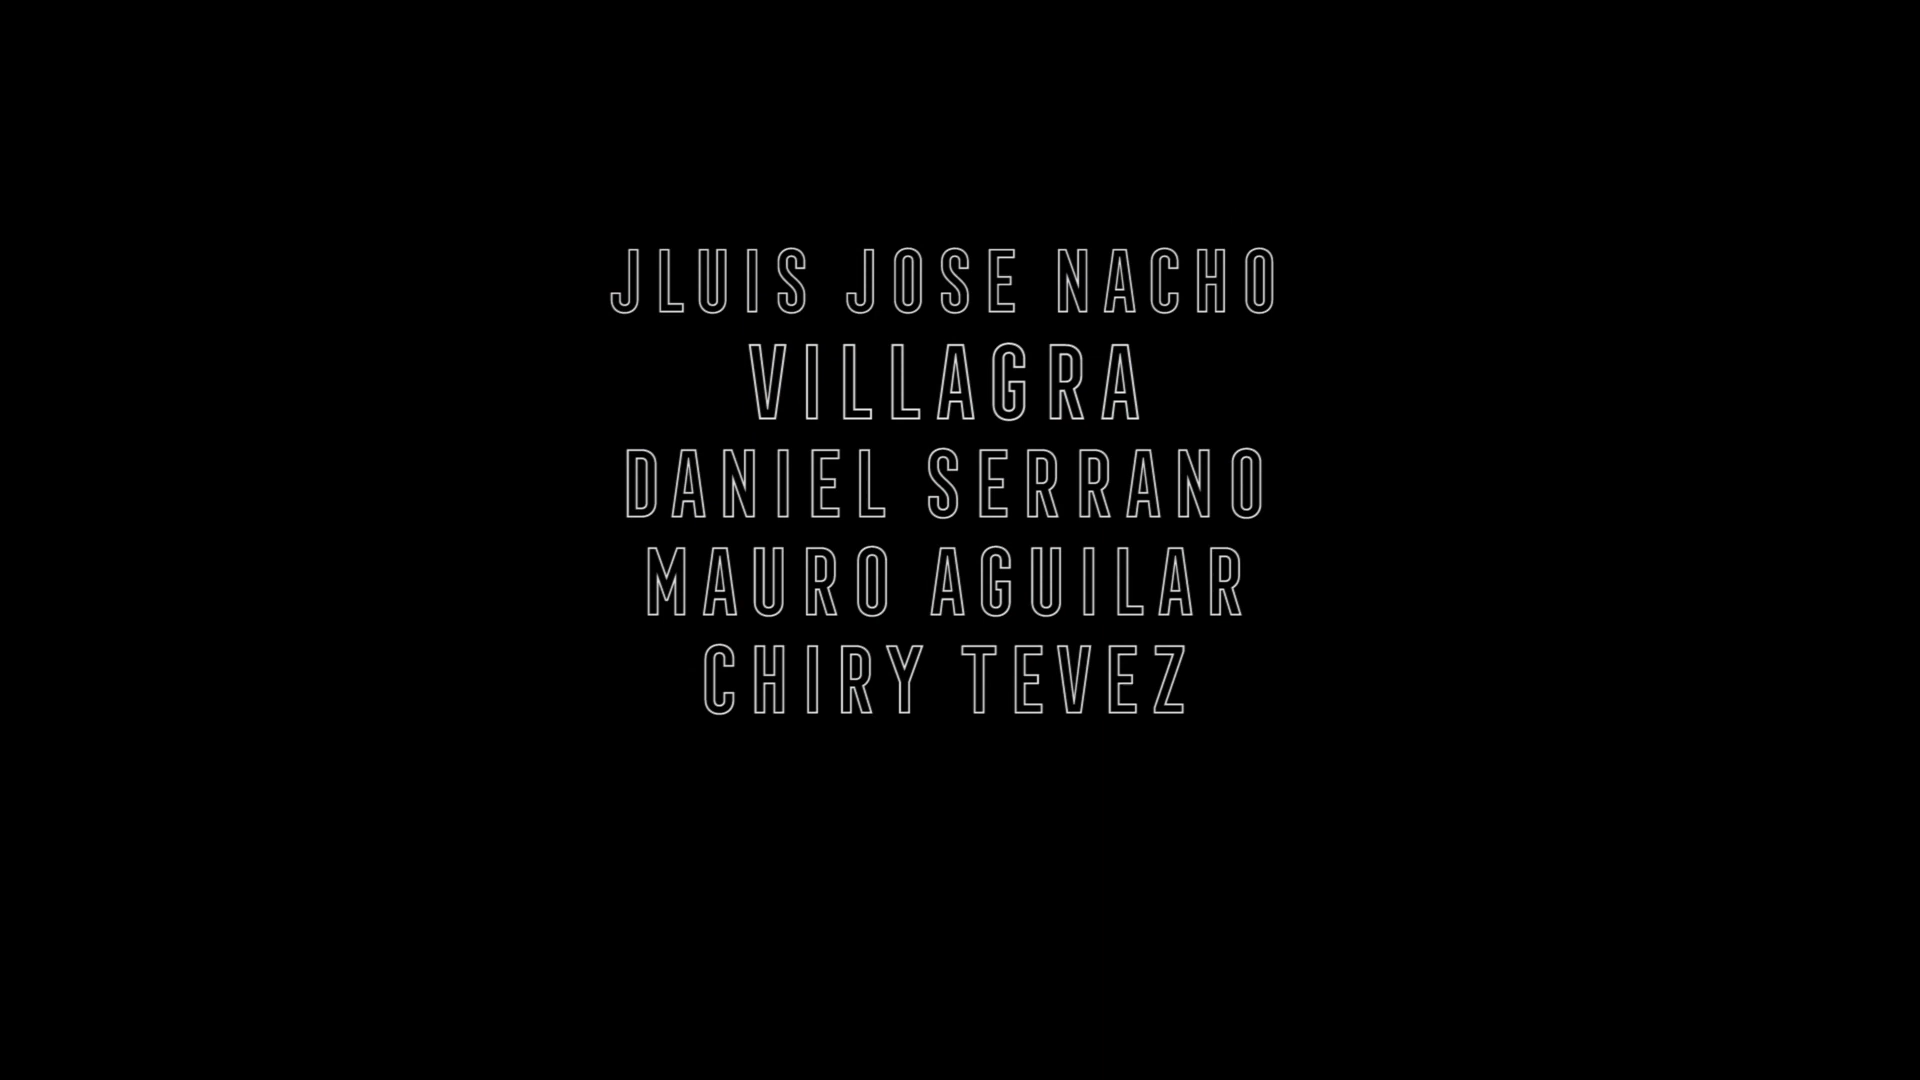 JLUIS JOSE NACHO
VILLAGRA
DANIEL SERRANO
MAURO AGUILAR
CHIRY TEVEZ